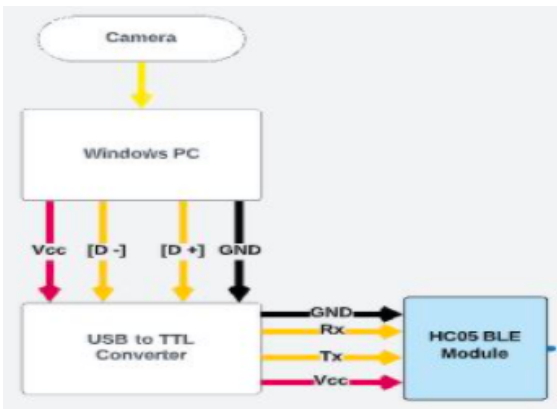 Camera
Windows PC
Vcc [D -] [D +] GND
USB to TTL
Converter
GND
Rx
Tx
Vcc
HC05 BLE
Module